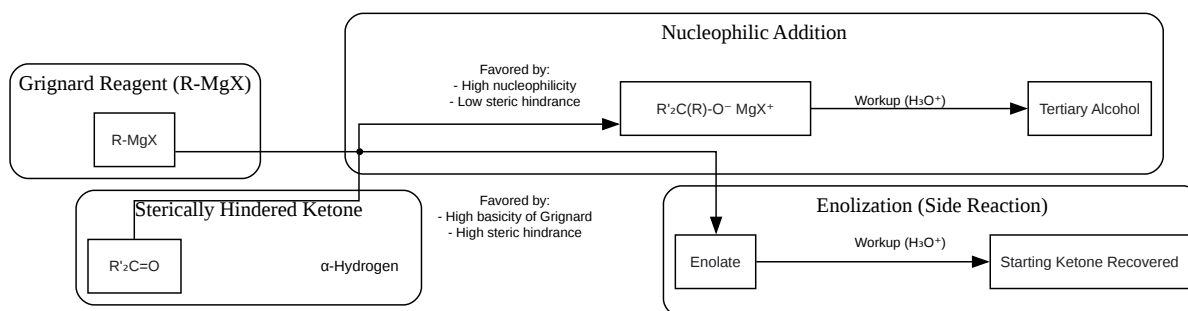 Nucleophilic Addition
Grignard Reagent (R-MgX)
Favored by:
- High nucleophilicity
- Low steric hindrance
R'₂C(R)-O⁻ MgX⁺
Workup (H₃O⁺)
Tertiary Alcohol
R-MgX
Sterically Hindered Ketone
Favored by:
- High basicity of Grignard
- High steric hindrance
Enolization (Side Reaction)
R'₂C=O
α-Hydrogen
Enolate
Workup (H₃O⁺)
Starting Ketone Recovered